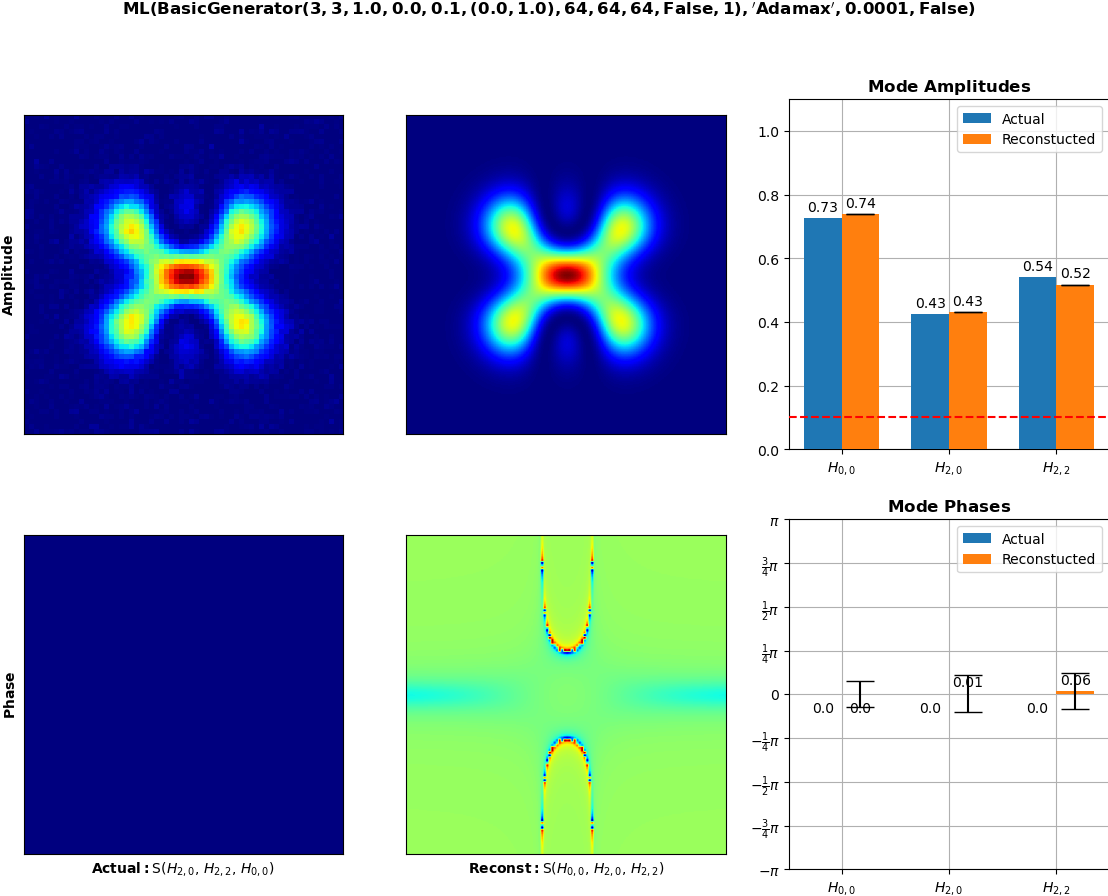 ML(BasicGenerator(3, 3, 1.0, 0.0, 0.1, (0.0, 1.0), 64, 64, 64, False, 1), ′Adamax′, 0.0001, False)
Amplitude
Mode Amplitudes
Actual
Reconstucted
1.0
0.8
0.6
0.4
0.2
0.0
0.73
0.74
0.43
0.43
0.54
0.52
H0,0
H2,0
H2,2
Phase
Actual: S(H2,0, H2,2, H0,0)
Reconst: S(H0,0, H2,0, H2,2)
Mode Phases
Actual
Reconstucted
π
3/4π
1/2π
1/4π
0
−1/4π
−1/2π
−3/4π
−π
0.0
0.0
0.0
0.01
0.0
0.06
H0,0
H2,0
H2,2